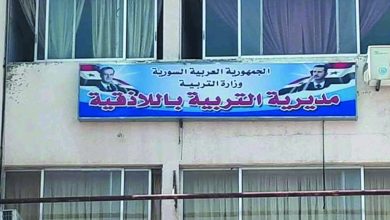 الجمهورية العربية السورية
وزارة التربية
مديرية التربية باللاذقية